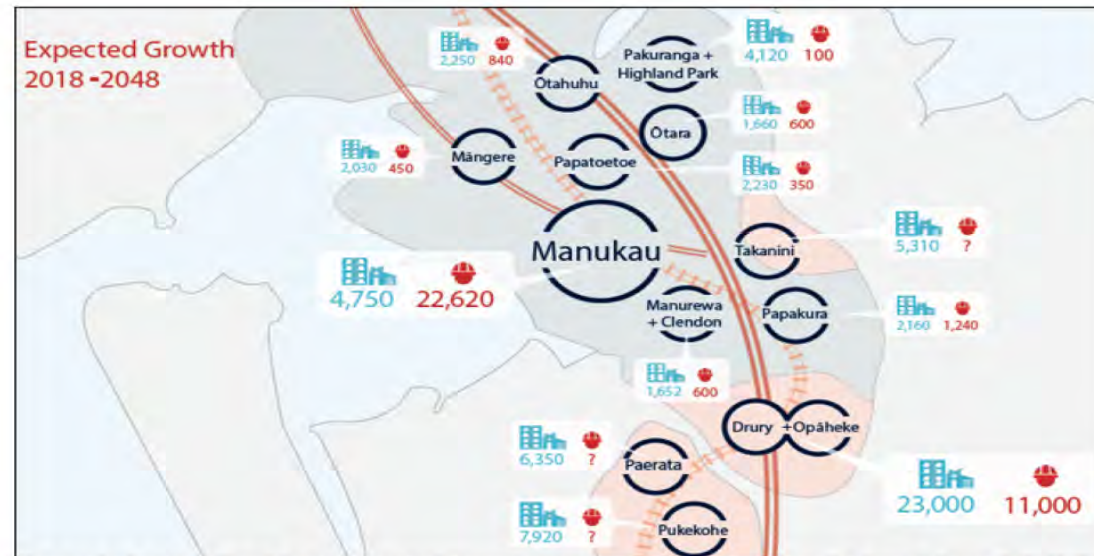 Expected Growth
2018 -2048
2,250 840
Ōtahuhu
Pakuranga +
Highland Park
4,120 100
Ōtara
1,660 600
Māngere
2,030 450
Papatoetoe
2,230 350
Manukau
4,750 22,620
Takanini
5,310 ?
Manurewa
+ Clendon
1,652 600
Papakura
2,160 1,240
Drury +Opāheke
23,000 11,000
Paerata
6,350 ?
Pukekohe
7,920 ?